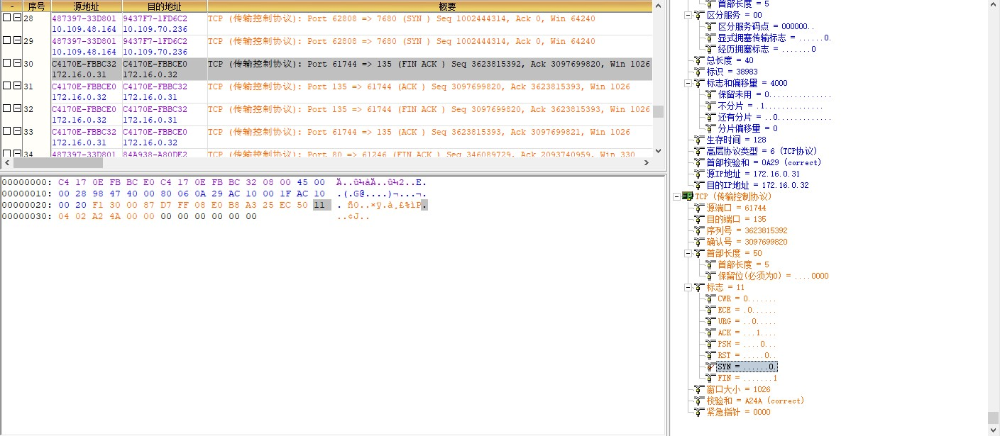 - 序号 源地址 目的地址 概要
28 487397-33D801 9437F7-1FD6C2 TCP (传输控制协议): Port 62808 => 7680 (SYN ) Seq 1002444314, Ack 0, Win 64240
10.109.48.164 10.109.70.236
29 487397-33D801 9437F7-1FD6C2 TCP (传输控制协议): Port 62808 => 7680 (SYN ) Seq 1002444314, Ack 0, Win 64240
10.109.48.164 10.109.70.236
30 C4170E-FBBC32 C4170E-FBBCE0 TCP (传输控制协议): Port 61744 => 135 (FIN ACK ) Seq 3623815392, Ack 3097699820, Win 1026
172.16.0.31 172.16.0.32
31 C4170E-FBBCE0 C4170E-FBBC32 TCP (传输控制协议): Port 135 => 61744 (ACK ) Seq 3097699820, Ack 3623815393, Win 1026
172.16.0.32 172.16.0.31
32 C4170E-FBBCE0 C4170E-FBBC32 TCP (传输控制协议): Port 135 => 61744 (FIN ACK ) Seq 3097699820, Ack 3623815393, Win 1026
172.16.0.32 172.16.0.31
33 C4170E-FBBC32 C4170E-FBBCE0 TCP (传输控制协议): Port 61744 => 135 (ACK ) Seq 3623815393, Ack 3097699821, Win 1026
172.16.0.31 172.16.0.32
34 487397-33D801 84A938-A80DE2 TCP (传输控制协议): Port 80 => 61246 (FIN ACK ) Seq 346089729, Ack 2093740959, Win 330
00000000: C4 17 0E FB BC E0 C4 17 0E FB BC 32 08 00 45 00 Ä..û¼àÄ..û¼2..E.
00000010: 00 28 98 47 40 00 80 06 0A 29 AC 10 00 1F AC 10 .(.G@....)¬...¬.
00000020: 00 20 F1 30 00 87 D7 FF 08 E0 B8 A3 25 EC 50 11 . ñ0..×ÿ.à¸£%ìP.
00000030: 04 02 A2 4A 00 00 00 00 00 00 00 00 ..¢J..
首部长度 = 5
区分服务 = 00
区分服务码点 = 000000..
显式拥塞传输标志 = ......0.
经历拥塞标志 = .......0
总长度 = 40
标识 = 38983
标志和偏移量 = 4000
保留未用 = 0...............
不分片 = .1..............
还有分片 = ..0.............
分片偏移量 = 0
生存时间 = 128
高层协议类型 = 6 (TCP协议)
首部校验和 = 0A29 (correct)
源IP地址 = 172.16.0.31
目的IP地址 = 172.16.0.32
TCP (传输控制协议)
源端口 = 61744
目的端口 = 135
序列号 = 3623815392
确认号 = 3097699820
首部长度 = 50
首部长度 = 5
保留位(必须为0) = ....0000
标志 = 11
CWR = 0.......
ECE = .0......
URG = ..0.....
ACK = ...1....
PSH = ....0...
RST = .....0..
SYN = ......0.
FIN = .......1
窗口大小 = 1026
校验和 = A24A (correct)
紧急指针 = 0000